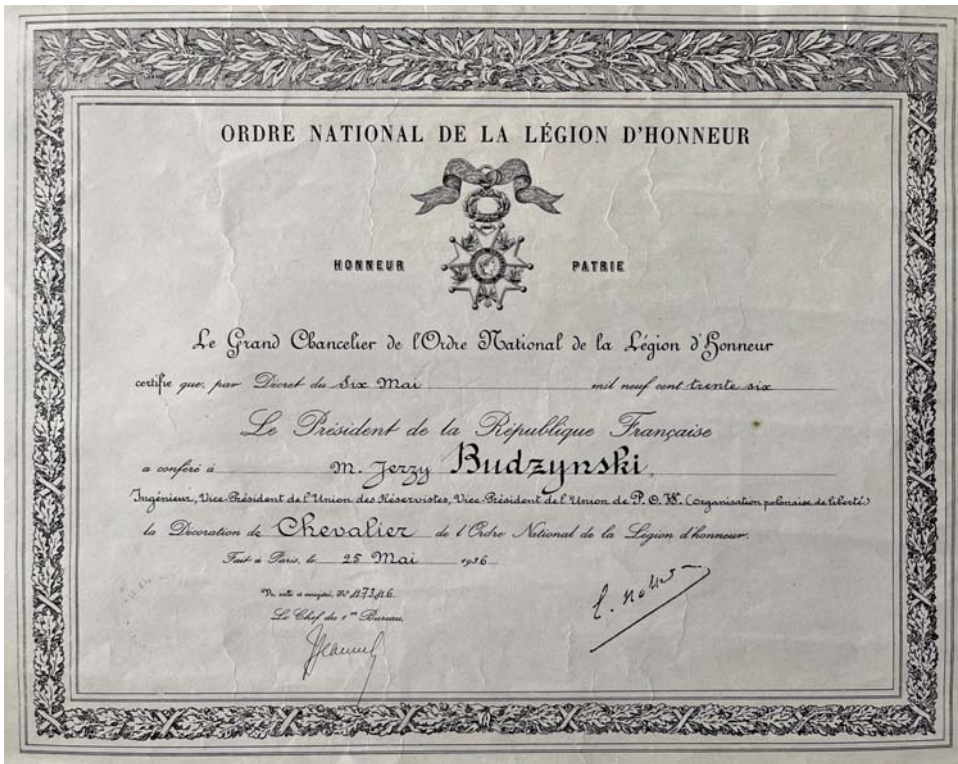 ORDRE NATIONAL DE LA LÉGION D'HONNEUR
HONNEUR PATRIE
Le Grand Chancelier de l'Ordre National de la Légion d'Honneur
certifie que, par Décret du Six Mai mil neuf cent trente six
Le Président de la République Française
a conféré à M. Jerzy Budzynski,
Ingénieur, Vice-Président de l'Union des Réservistes, Vice-Président de l'Union de P. O. W. (Organisation polonaise de liberté)
la Décoration de Chevalier de l'Ordre National de la Légion d'honneur.
Fait à Paris, le 25 Mai 1936
Vu, scellé et enregistré, N°
Le Chef du 1er Bureau,